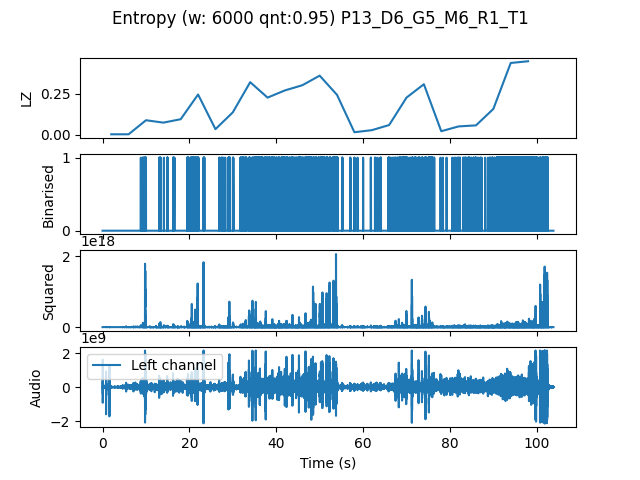 Entropy (w: 6000 qnt:0.95) P13_D6_G5_M6_R1_T1
LZ
0.25
0.00
Binarised
1
0
1e18
Squared
2
0
1e9
Audio
2
0
−2
Left channel
0 20 40 60 80 100
Time (s)